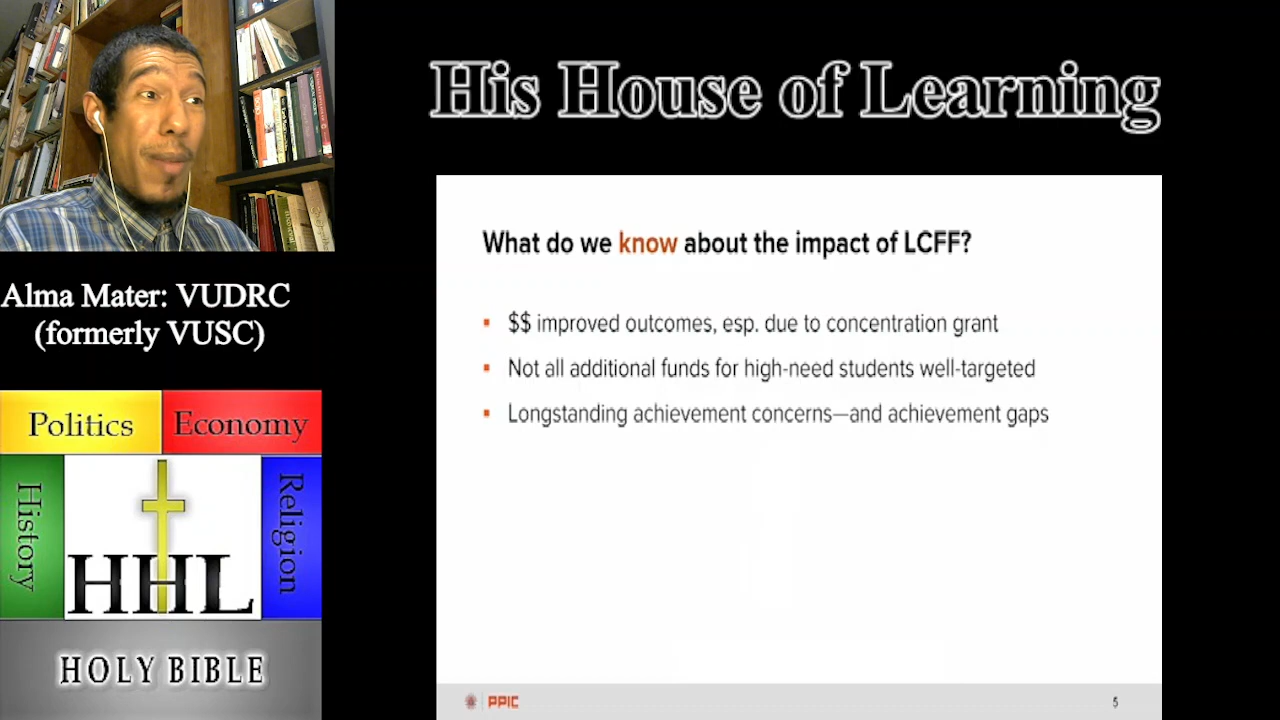 His House of Learning
Alma Mater: VUDRC
(formerly VUSC)
Politics
Economy
History
Religion
HHL
HOLY BIBLE
What do we know about the impact of LCFF?
▪ $$ improved outcomes, esp. due to concentration grant
▪ Not all additional funds for high-need students well-targeted
▪ Longstanding achievement concerns—and achievement gaps
PPIC
5